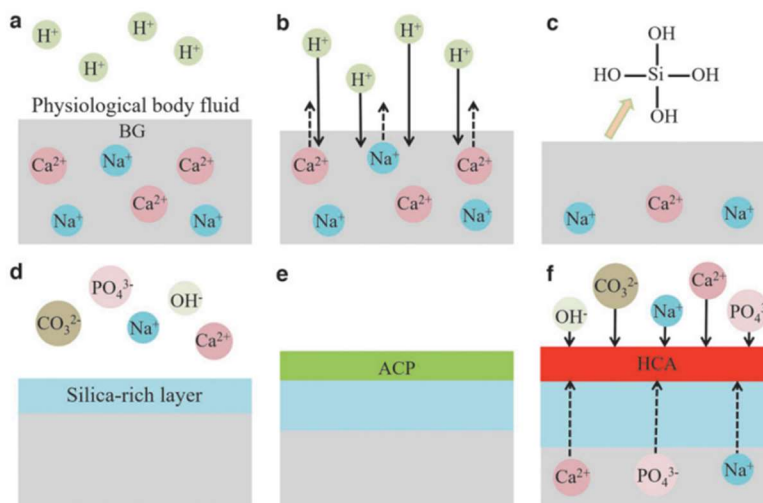 a
H⁺
H⁺
H⁺
H⁺
Physiological body fluid
BG
Ca²⁺
Na⁺
Ca²⁺
Na⁺
Ca²⁺
Na⁺
b
H⁺
H⁺
H⁺
H⁺
Ca²⁺
Na⁺
Ca²⁺
Na⁺
Ca²⁺
Na⁺
c
OH
HO Si OH
OH
Na⁺
Ca²⁺
Na⁺
d
PO₄³⁻
OH⁻
CO₃²⁻
Na⁺
Ca²⁺
Silica-rich layer
e
ACP
f
OH⁻
CO₃²⁻
Na⁺
Ca²⁺
PO₄³⁻
HCA
Ca²⁺
PO₄³⁻
Na⁺